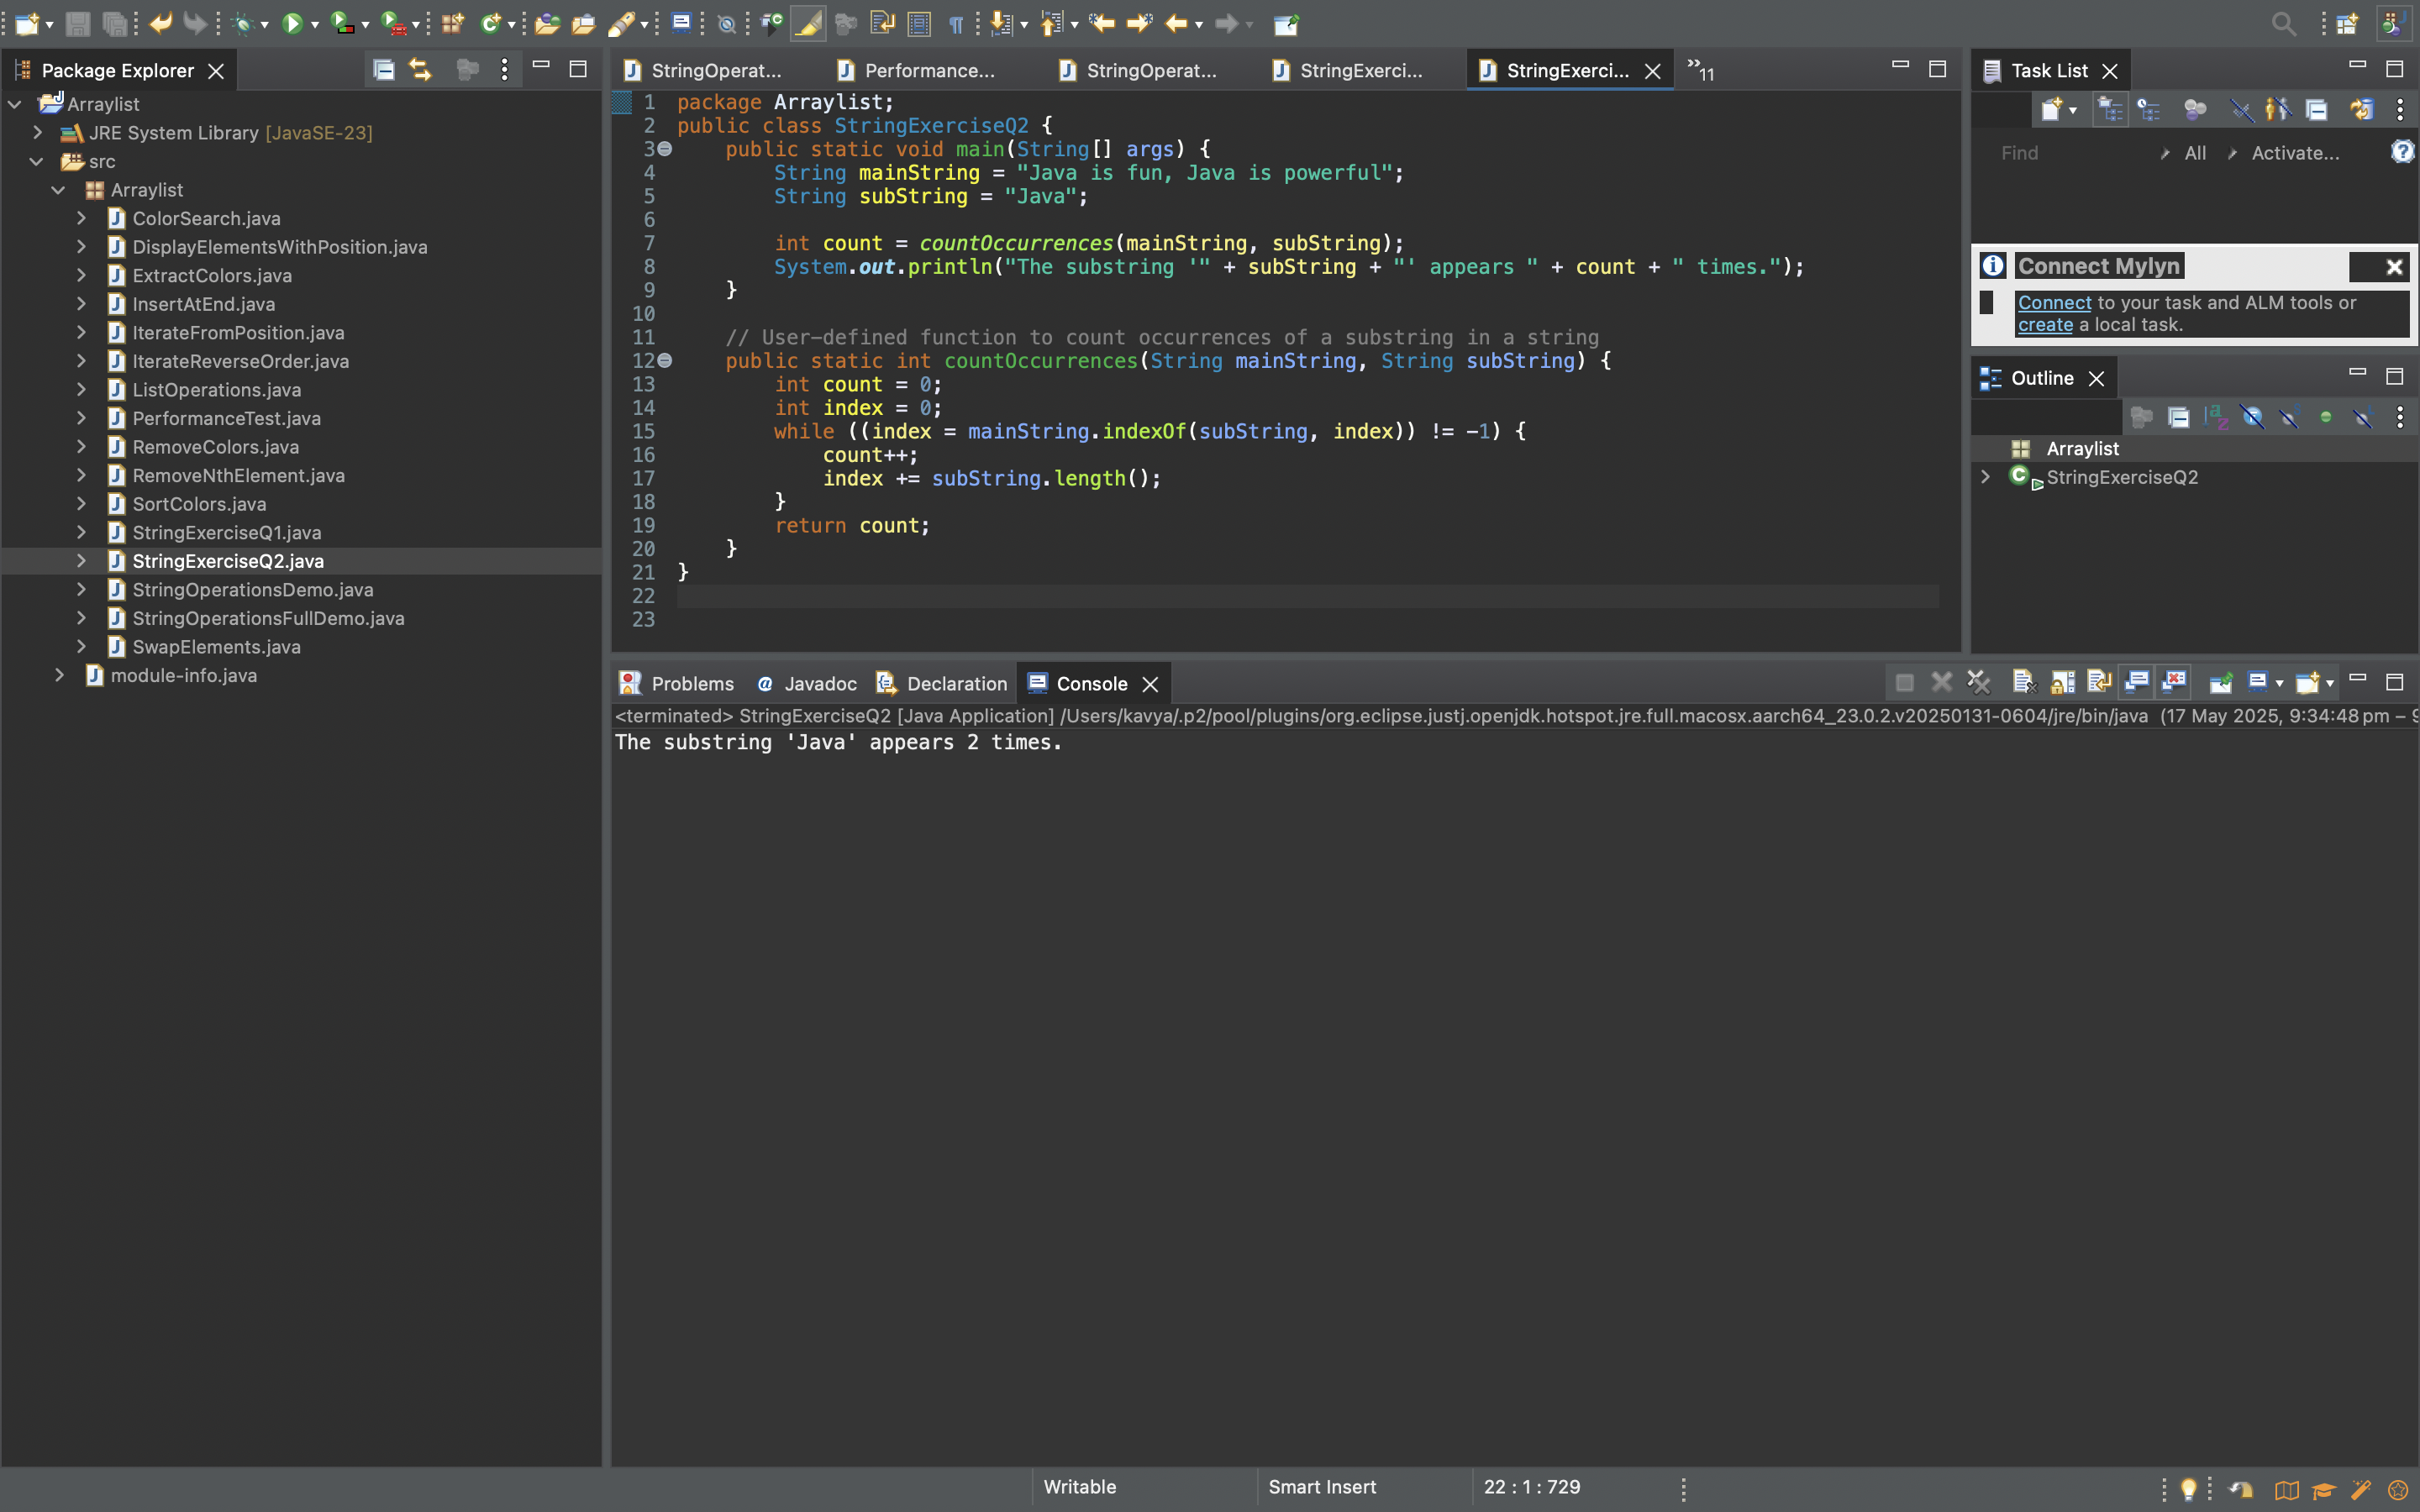 Package Explorer
Arraylist
JRE System Library [JavaSE-23]
src
Arraylist
ColorSearch.java
DisplayElementsWithPosition.java
ExtractColors.java
InsertAtEnd.java
IterateFromPosition.java
IterateReverseOrder.java
ListOperations.java
PerformanceTest.java
RemoveColors.java
RemoveNthElement.java
SortColors.java
StringExerciseQ1.java
StringExerciseQ2.java
StringOperationsDemo.java
StringOperationsFullDemo.java
SwapElements.java
module-info.java
StringOperat... Performance... StringOperat... StringExerci... StringExerci... »11
1 package Arraylist;
2 public class StringExerciseQ2 {
3     public static void main(String[] args) {
4         String mainString = "Java is fun, Java is powerful";
5         String subString = "Java";
6
7         int count = countOccurrences(mainString, subString);
8         System.out.println("The substring '" + subString + "' appears " + count + " times.");
9     }
10
11     // User-defined function to count occurrences of a substring in a string
12     public static int countOccurrences(String mainString, String subString) {
13         int count = 0;
14         int index = 0;
15         while ((index = mainString.indexOf(subString, index)) != -1) {
16             count++;
17             index += subString.length();
18         }
19         return count;
20     }
21 }
22
23
Task List
Find All Activate...
Connect Mylyn
Connect to your task and ALM tools or
create a local task.
Outline
Arraylist
StringExerciseQ2
Problems Javadoc Declaration Console
<terminated> StringExerciseQ2 [Java Application] /Users/kavya/.p2/pool/plugins/org.eclipse.justj.openjdk.hotspot.jre.full.macosx.aarch64_23.0.2.v20250131-0604/jre/bin/java (17 May 2025, 9:34:48 pm – 9
The substring 'Java' appears 2 times.
Writable Smart Insert 22 : 1 : 729